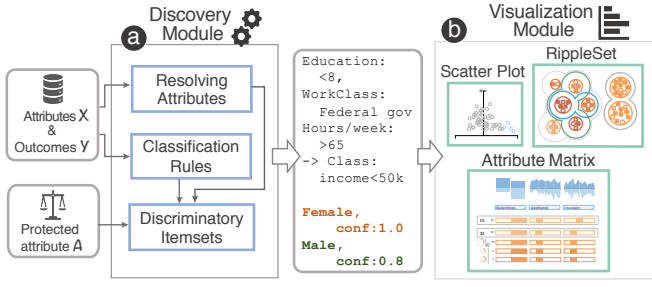 a
Discovery
Module
Attributes X
&
Outcomes y
Protected
attribute A
Resolving
Attributes
Classification
Rules
Discriminatory
Itemsets
Education:
<8,
WorkClass:
Federal gov
Hours/week:
>65
-> Class:
income<50k
Female,
conf:1.0
Male,
conf:0.8
b
Visualization
Module
Scatter Plot
RippleSet
Attribute Matrix